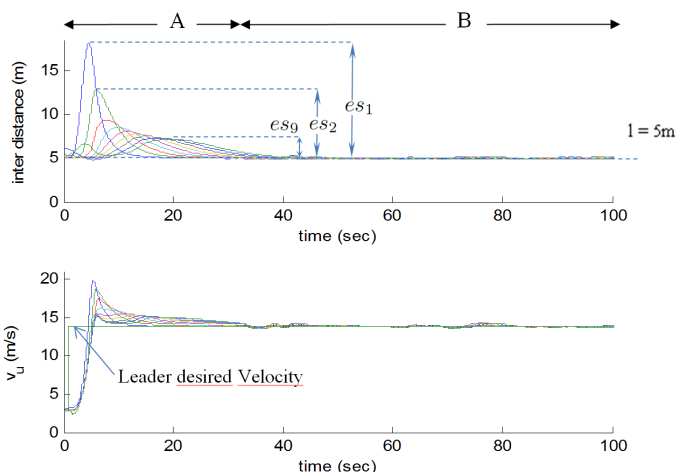 A B
15
10
5
0
inter distance (m)
es₁
es₂
es₉
l = 5m
0 20 40 60 80 100
time (sec)
20
15
10
5
0
vᵤ (m/s)
Leader desired Velocity
0 20 40 60 80 100
time (sec)